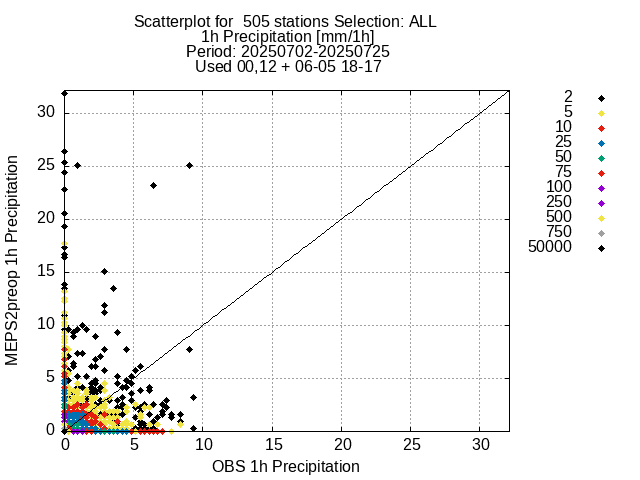 Scatterplot for  505 stations Selection: ALL
1h Precipitation [mm/1h]
Period: 20250702-20250725
Used 00,12 + 06-05 18-17
MEPS2preop 1h Precipitation
30
25
20
15
10
5
0
0 5 10 15 20 25 30
OBS 1h Precipitation
2
5
10
25
50
75
100
250
500
750
50000